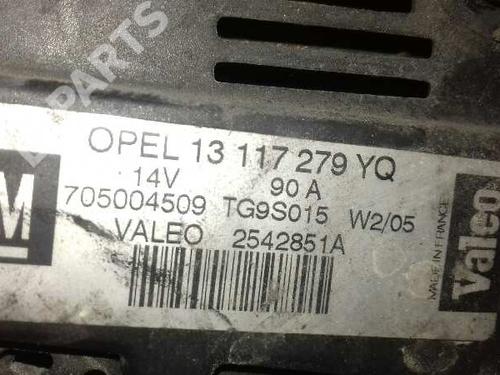 PARTS
OPEL 13 117 279 YQ
14V 90 A
705004509 TG9S015 W2/05
VALEO 2542851A
M
MADE IN FRANCE
Valeo